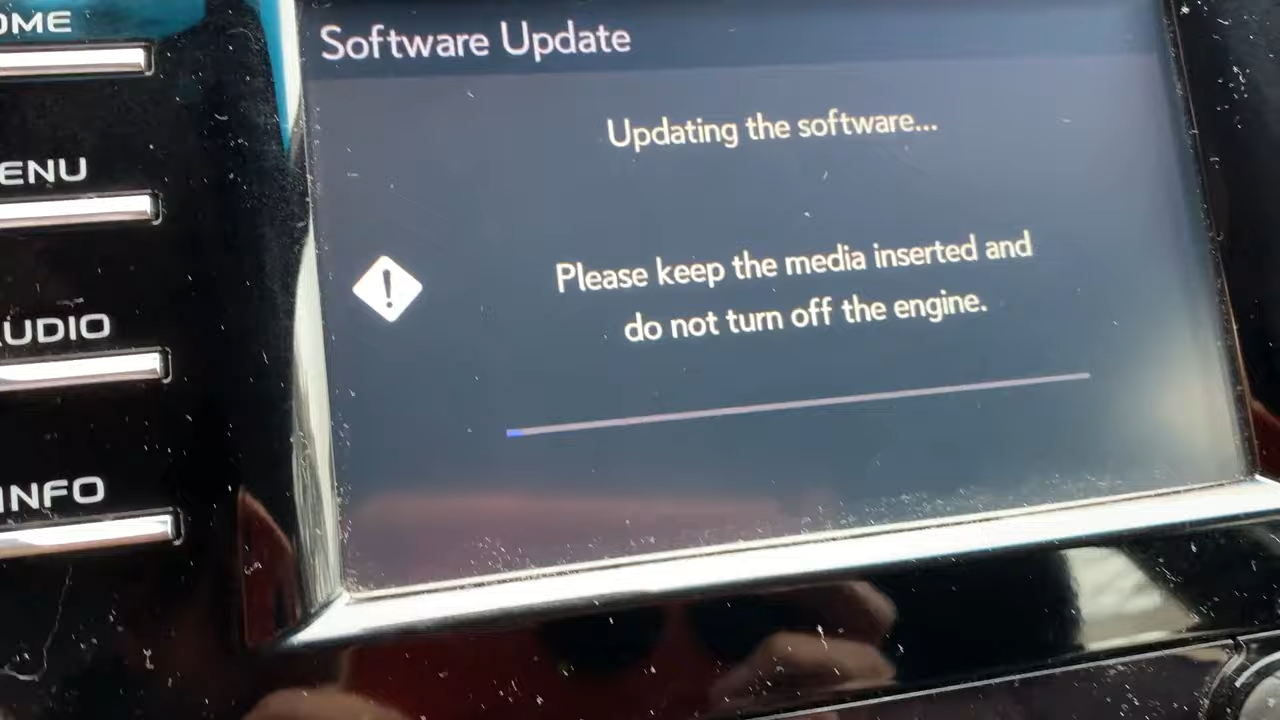 Software Update
OME
Updating the software...
ENU
Please keep the media inserted and
do not turn off the engine.
UDIO
INFO